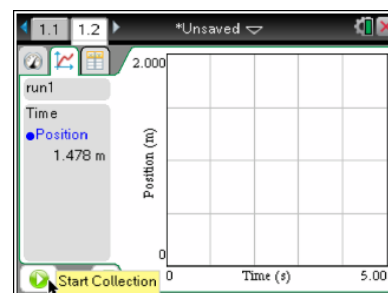 1.1 1.2 *Unsaved
run1
Time
Position
1.478 m
2.000
Position (m)
0
0 Time (s) 5.00
Start Collection